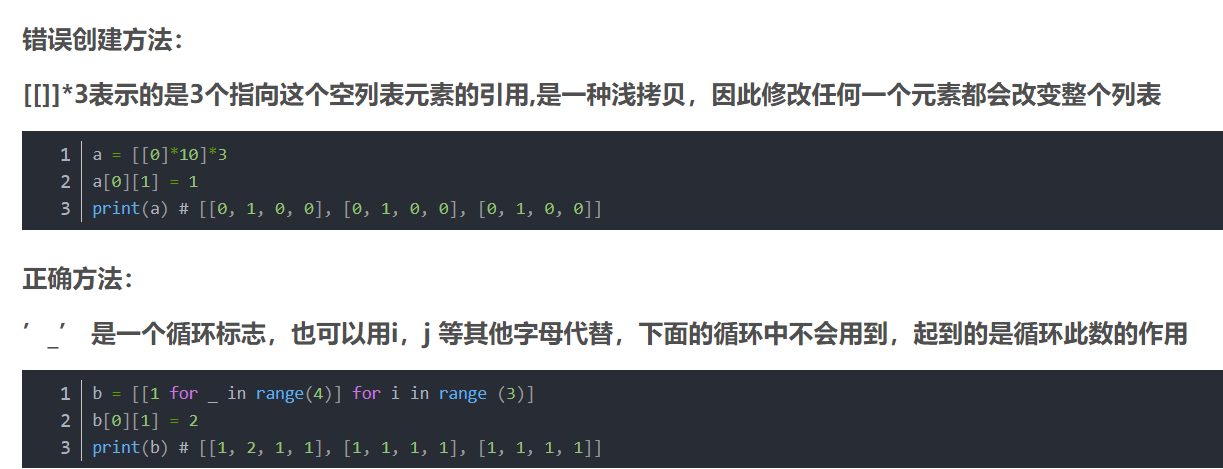 错误创建方法：
[[]]*3表示的是3个指向这个空列表元素的引用,是一种浅拷贝，因此修改任何一个元素都会改变整个列表
1 a = [[0]*10]*3
2 a[0][1] = 1
3 print(a) # [[0, 1, 0, 0], [0, 1, 0, 0], [0, 1, 0, 0]]
正确方法：
′ _′ 是一个循环标志，也可以用i，j 等其他字母代替，下面的循环中不会用到，起到的是循环此数的作用
1 b = [[1 for _ in range(4)] for i in range (3)]
2 b[0][1] = 2
3 print(b) # [[1, 2, 1, 1], [1, 1, 1, 1], [1, 1, 1, 1]]